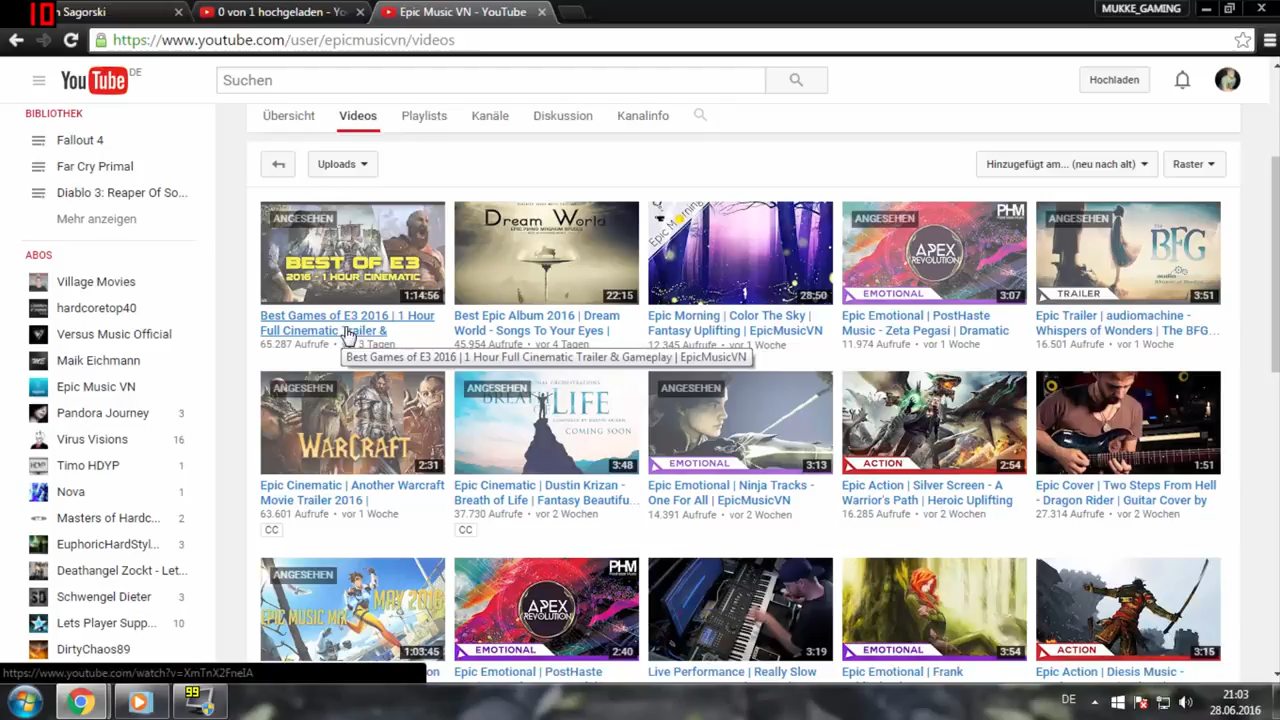 10
n Sagorski
0 von 1 hochgeladen - Yo
Epic Music VN - YouTube
MUKKE_GAMING
https://www.youtube.com/user/epicmusicvn/videos
YouTube DE
Suchen
Hochladen
BIBLIOTHEK
Fallout 4
Far Cry Primal
Diablo 3: Reaper Of So...
Mehr anzeigen
ABOS
Village Movies
hardcoretop40
Versus Music Official
Maik Eichmann
Epic Music VN
Pandora Journey 3
Virus Visions 16
Timo HDYP 1
Nova 1
Masters of Hardc... 2
EuphoricHardStyl... 3
Deathangel Zockt - Let...
Schwengel Dieter 3
Lets Player Supp... 10
DirtyChaos89
Übersicht Videos Playlists Kanäle Diskussion Kanalinfo
Uploads
Hinzugefügt am... (neu nach alt)
Raster
ANGESEHEN
BEST OF E3
2016 - 1 HOUR CINEMATIC
1:14:56
Best Games of E3 2016 | 1 Hour
Full Cinematic Trailer &
65.287 Aufrufe • vor 3 Tagen
Best Games of E3 2016 | 1 Hour Full Cinematic Trailer & Gameplay | EpicMusicVN
Dream World
22:15
Best Epic Album 2016 | Dream
World - Songs To Your Eyes |
45.954 Aufrufe • vor 4 Tagen
Epic Morning
28:50
Epic Morning | Color The Sky |
Fantasy Uplifting | EpicMusicVN
12.345 Aufrufe • vor 1 Woche
ANGESEHEN
PHM
APEX
REVOLUTION
EMOTIONAL
3:07
Epic Emotional | PostHaste
Music - Zeta Pegasi | Dramatic
11.974 Aufrufe • vor 1 Woche
ANGESEHEN
BFG
TRAILER
3:51
Epic Trailer | audiomachine -
Whispers of Wonders | The BFG...
16.501 Aufrufe • vor 1 Woche
ANGESEHEN
WARCRAFT
2:31
Epic Cinematic | Another Warcraft
Movie Trailer 2016 |
63.601 Aufrufe • vor 1 Woche
CC
ANGESEHEN
BREATH OF LIFE
COMING SOON
3:48
Epic Cinematic | Dustin Krizan -
Breath of Life | Fantasy Beautifu...
37.730 Aufrufe • vor 2 Wochen
CC
ANGESEHEN
EMOTIONAL
3:13
Epic Emotional | Ninja Tracks -
One For All | EpicMusicVN
14.391 Aufrufe • vor 2 Wochen
ANGESEHEN
ACTION
2:54
Epic Action | Silver Screen - A
Warrior's Path | Heroic Uplifting
16.285 Aufrufe • vor 2 Wochen
1:51
Epic Cover | Two Steps From Hell
- Dragon Rider | Guitar Cover by
27.314 Aufrufe • vor 2 Wochen
ANGESEHEN
EPIC MUSIC MIX
MAY 2016
1:03:45
on
PHM
APEX
REVOLUTION
EMOTIONAL
2:40
Epic Emotional | PostHaste
3:19
Live Performance | Really Slow
3:54
Epic Emotional | Frank
ACTION
3:15
Epic Action | Diesis Music -
https://www.youtube.com/watch?v=XmTnX2FneIA
99
DE
21:03
28.06.2016